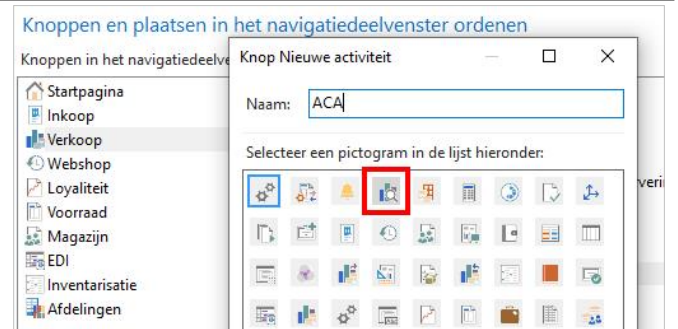 Knoppen en plaatsen in het navigatiedeelvenster ordenen
Knoppen in het navigatiedeelve
Startpagina
Inkoop
Verkoop
Webshop
Loyaliteit
Voorraad
Magazijn
EDI
Inventarisatie
Afdelingen
Knop Nieuwe activiteit
Naam: ACA
Selecteer een pictogram in de lijst hieronder:
veri